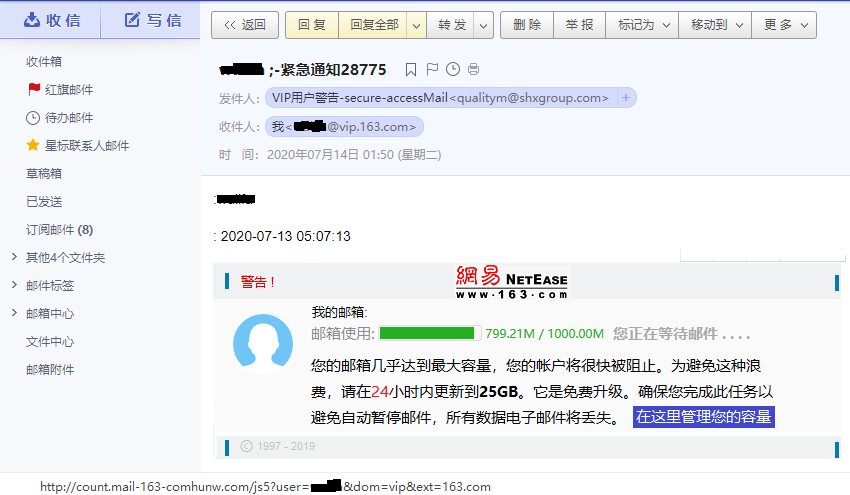 收 信
写 信
<< 返回
回 复
回复全部
转 发
删 除
举 报
标记为
移动到
更 多
收件箱
红旗邮件
待办邮件
星标联系人邮件
草稿箱
已发送
订阅邮件 (8)
其他4个文件夹
邮件标签
邮箱中心
文件中心
邮箱附件
;-紧急通知28775
发件人: VIP用户警告-secure-accessMail<qualitym@shxgroup.com> +
收件人: 我<@vip.163.com>
时 间: 2020年07月14日 01:50 (星期二)
:
: 2020-07-13 05:07:13
警告！
網易 NETEASE
www.163.com
我的邮箱:
邮箱使用: 799.21M / 1000.00M 您正在等待邮件 . . . .
您的邮箱几乎达到最大容量，您的帐户将很快被阻止。为避免这种浪
费，请在24小时内更新到25GB。它是免费升级。确保您完成此任务以
避免自动暂停邮件，所有数据电子邮件将丢失。 在这里管理您的容量
© 1997 - 2019
http://count.mail-163-comhunw.com/js5?user=&dom=vip&ext=163.com